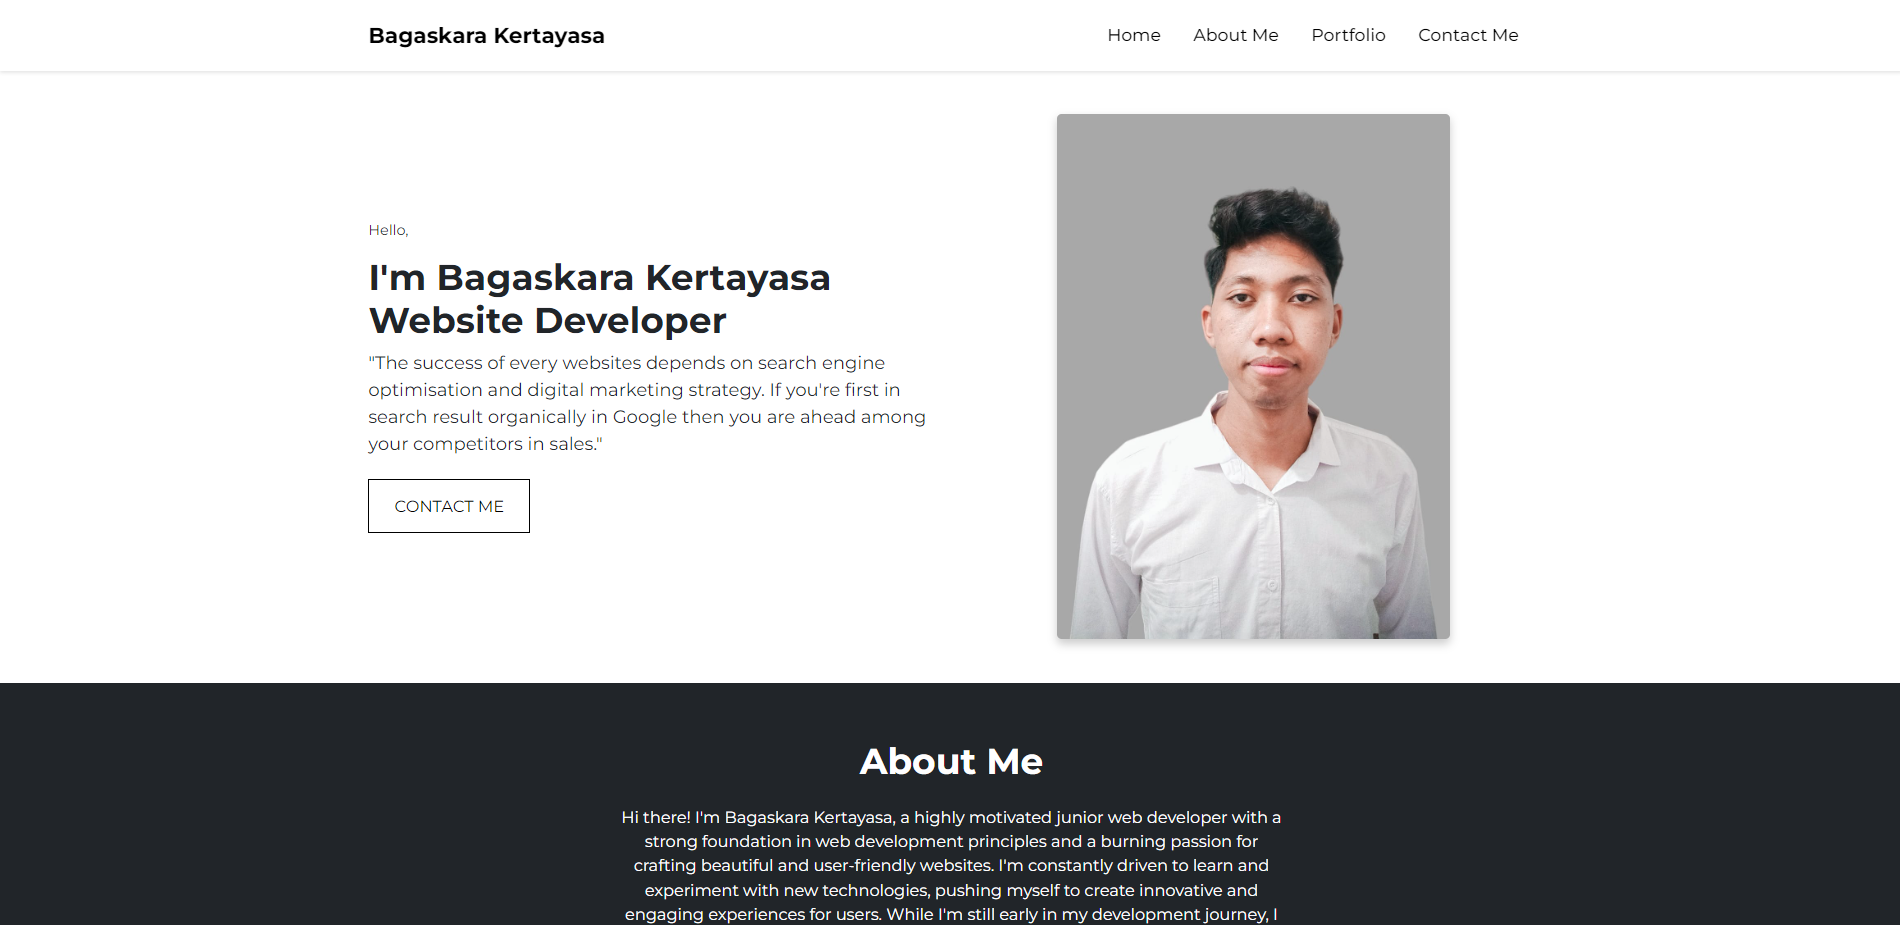 Bagaskara Kertayasa
Home
About Me
Portfolio
Contact Me
Hello,
I'm Bagaskara Kertayasa
Website Developer
"The success of every websites depends on search engine
optimisation and digital marketing strategy. If you're first in
search result organically in Google then you are ahead among
your competitors in sales."
CONTACT ME
About Me
Hi there! I'm Bagaskara Kertayasa, a highly motivated junior web developer with a
strong foundation in web development principles and a burning passion for
crafting beautiful and user-friendly websites. I'm constantly driven to learn and
experiment with new technologies, pushing myself to create innovative and
engaging experiences for users. While I'm still early in my development journey, I